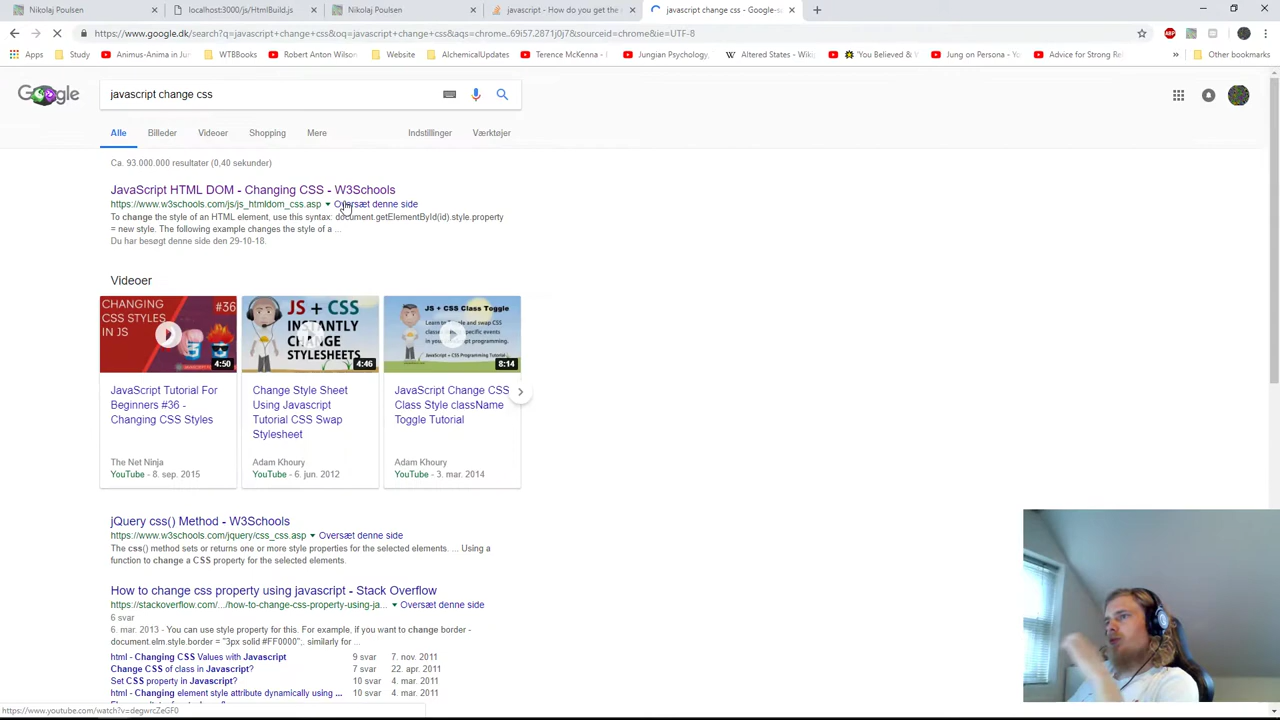 Nikolaj Poulsen
localhost:3000/js/HtmlBuild.js
Nikolaj Poulsen
javascript - How do you get the
javascript change css - Google-s
https://www.google.dk/search?q=javascript+change+css&oq=javascript+change+css&aqs=chrome..69i57.2871j0j7&sourceid=chrome&ie=UTF-8
ABP
Apps
Study
Animus-Anima in Jun
WTBBooks
Robert Anton Wilson
Website
AlchemicalUpdates
Terence McKenna -
Jungian Psychology
Altered States - Wiki
'You Believed
Jung on Persona
Advice for Strong Re
»
Other bookmarks
Google
javascript change css
Alle
Billeder
Videoer
Shopping
Mere
Indstillinger
Værktøjer
Ca. 93.000.000 resultater (0,40 sekunder)
JavaScript HTML DOM - Changing CSS - W3Schools
https://www.w3schools.com/js/js_htmldom_css.asp ▼ Oversæt denne side
To change the style of an HTML element, use this syntax: document.getElementById(id).style.property
= new style. The following example changes the style of a ...
Du har besøgt denne side den 29-10-18.
Videoer
CHANGING
CSS STYLES
IN JS
#36
4:50
JS + CSS
INSTANTLY
CHANGE
STYLESHEETS
4:46
JS + CSS Class Toggle
Learn to
JavaScript + CSS Programming Tutorial
8:14
JavaScript Tutorial For
Beginners #36 -
Changing CSS Styles
The Net Ninja
YouTube - 8. sep. 2015
Change Style Sheet
Using Javascript
Tutorial CSS Swap
Stylesheet
Adam Khoury
YouTube - 6. jun. 2012
JavaScript Change CSS
Class Style className
Toggle Tutorial
Adam Khoury
YouTube - 3. mar. 2014
jQuery css() Method - W3Schools
https://www.w3schools.com/jquery/css_css.asp ▼ Oversæt denne side
The css() method sets or returns one or more style properties for the selected elements. ... Using a
function to change a CSS property for the selected elements.
How to change css property using javascript - Stack Overflow
https://stackoverflow.com/.../how-to-change-css-property-using-ja... ▼ Oversæt denne side
6 svar
6. mar. 2013 - You can use style property for this. For example, if you want to change border -
document.elm.style.border = "3px solid #FF0000";. similarly for ...
html - Changing CSS Values with Javascript 9 svar 7. nov. 2011
Change CSS of class in Javascript? 7 svar 22. apr. 2011
Set CSS property in Javascript? 10 svar 4. mar. 2011
html - Changing element style attribute dynamically using ... 10 svar 4. mar. 2011
https://www.youtube.com/watch?v=degwrcZeGF0